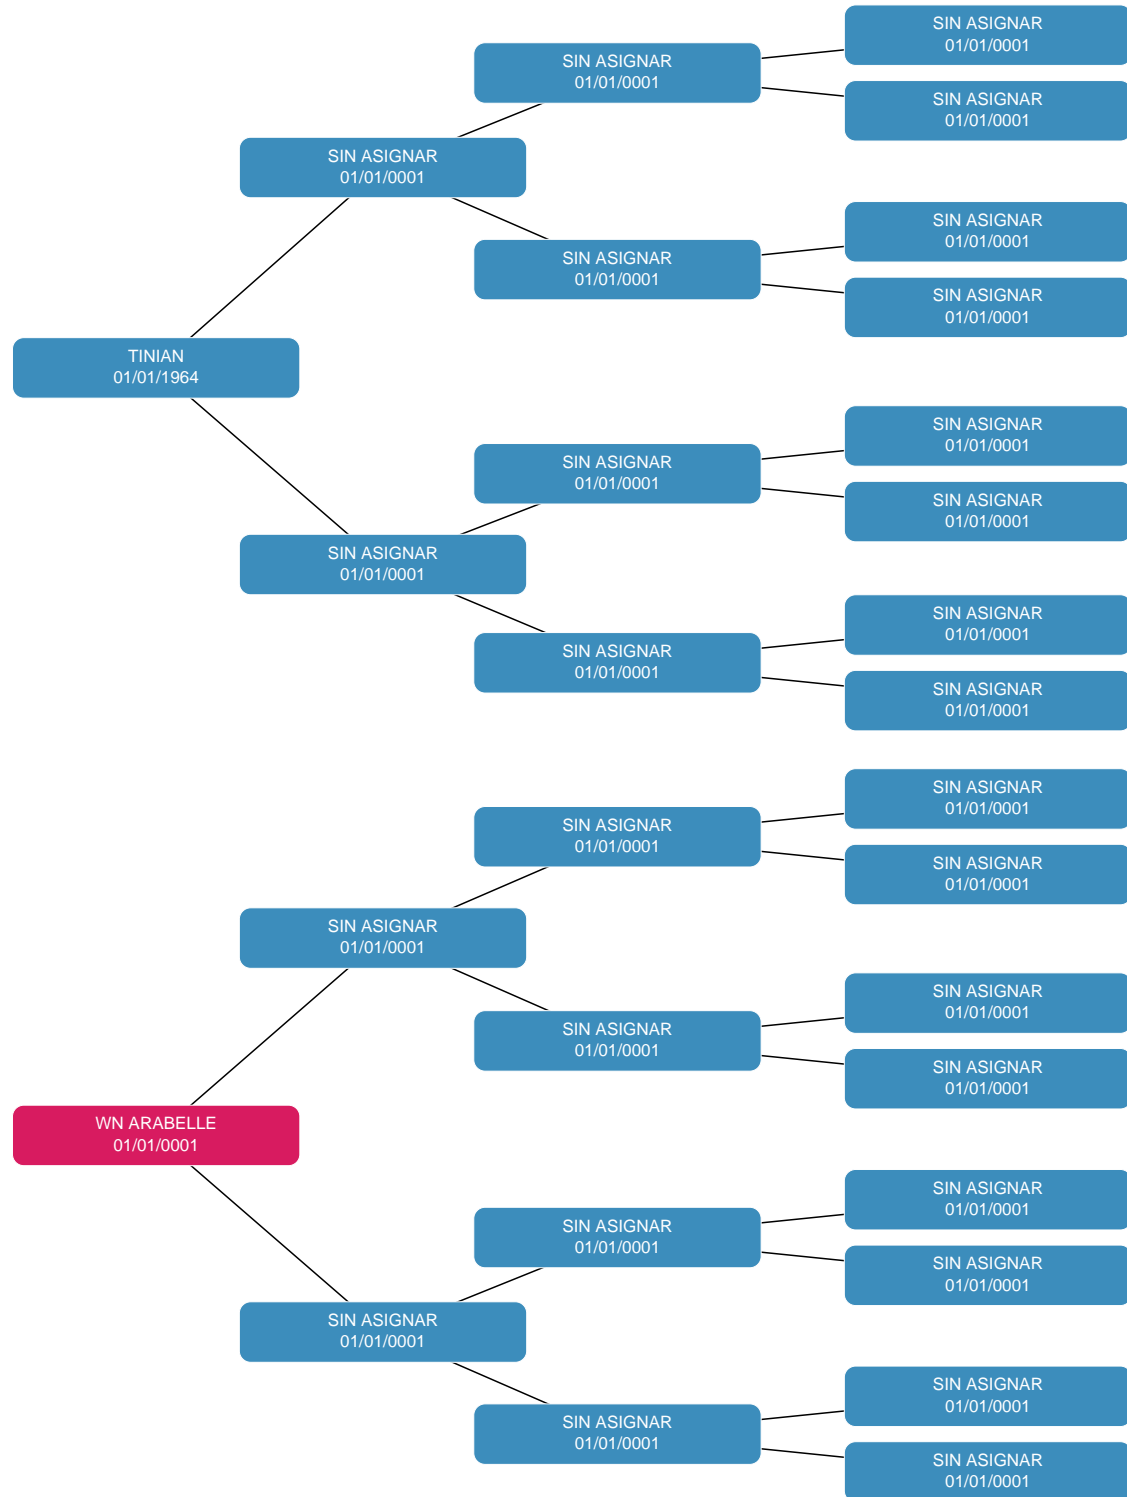 SIN ASIGNAR
01/01/0001
SIN ASIGNAR
01/01/0001
SIN ASIGNAR
01/01/0001
SIN ASIGNAR
01/01/0001
SIN ASIGNAR
01/01/0001
SIN ASIGNAR
01/01/0001
SIN ASIGNAR
01/01/0001
TINIAN
01/01/1964
SIN ASIGNAR
01/01/0001
SIN ASIGNAR
01/01/0001
SIN ASIGNAR
01/01/0001
SIN ASIGNAR
01/01/0001
SIN ASIGNAR
01/01/0001
SIN ASIGNAR
01/01/0001
SIN ASIGNAR
01/01/0001
SIN ASIGNAR
01/01/0001
SIN ASIGNAR
01/01/0001
SIN ASIGNAR
01/01/0001
SIN ASIGNAR
01/01/0001
SIN ASIGNAR
01/01/0001
SIN ASIGNAR
01/01/0001
SIN ASIGNAR
01/01/0001
WN ARABELLE
01/01/0001
SIN ASIGNAR
01/01/0001
SIN ASIGNAR
01/01/0001
SIN ASIGNAR
01/01/0001
SIN ASIGNAR
01/01/0001
SIN ASIGNAR
01/01/0001
SIN ASIGNAR
01/01/0001
SIN ASIGNAR
01/01/0001